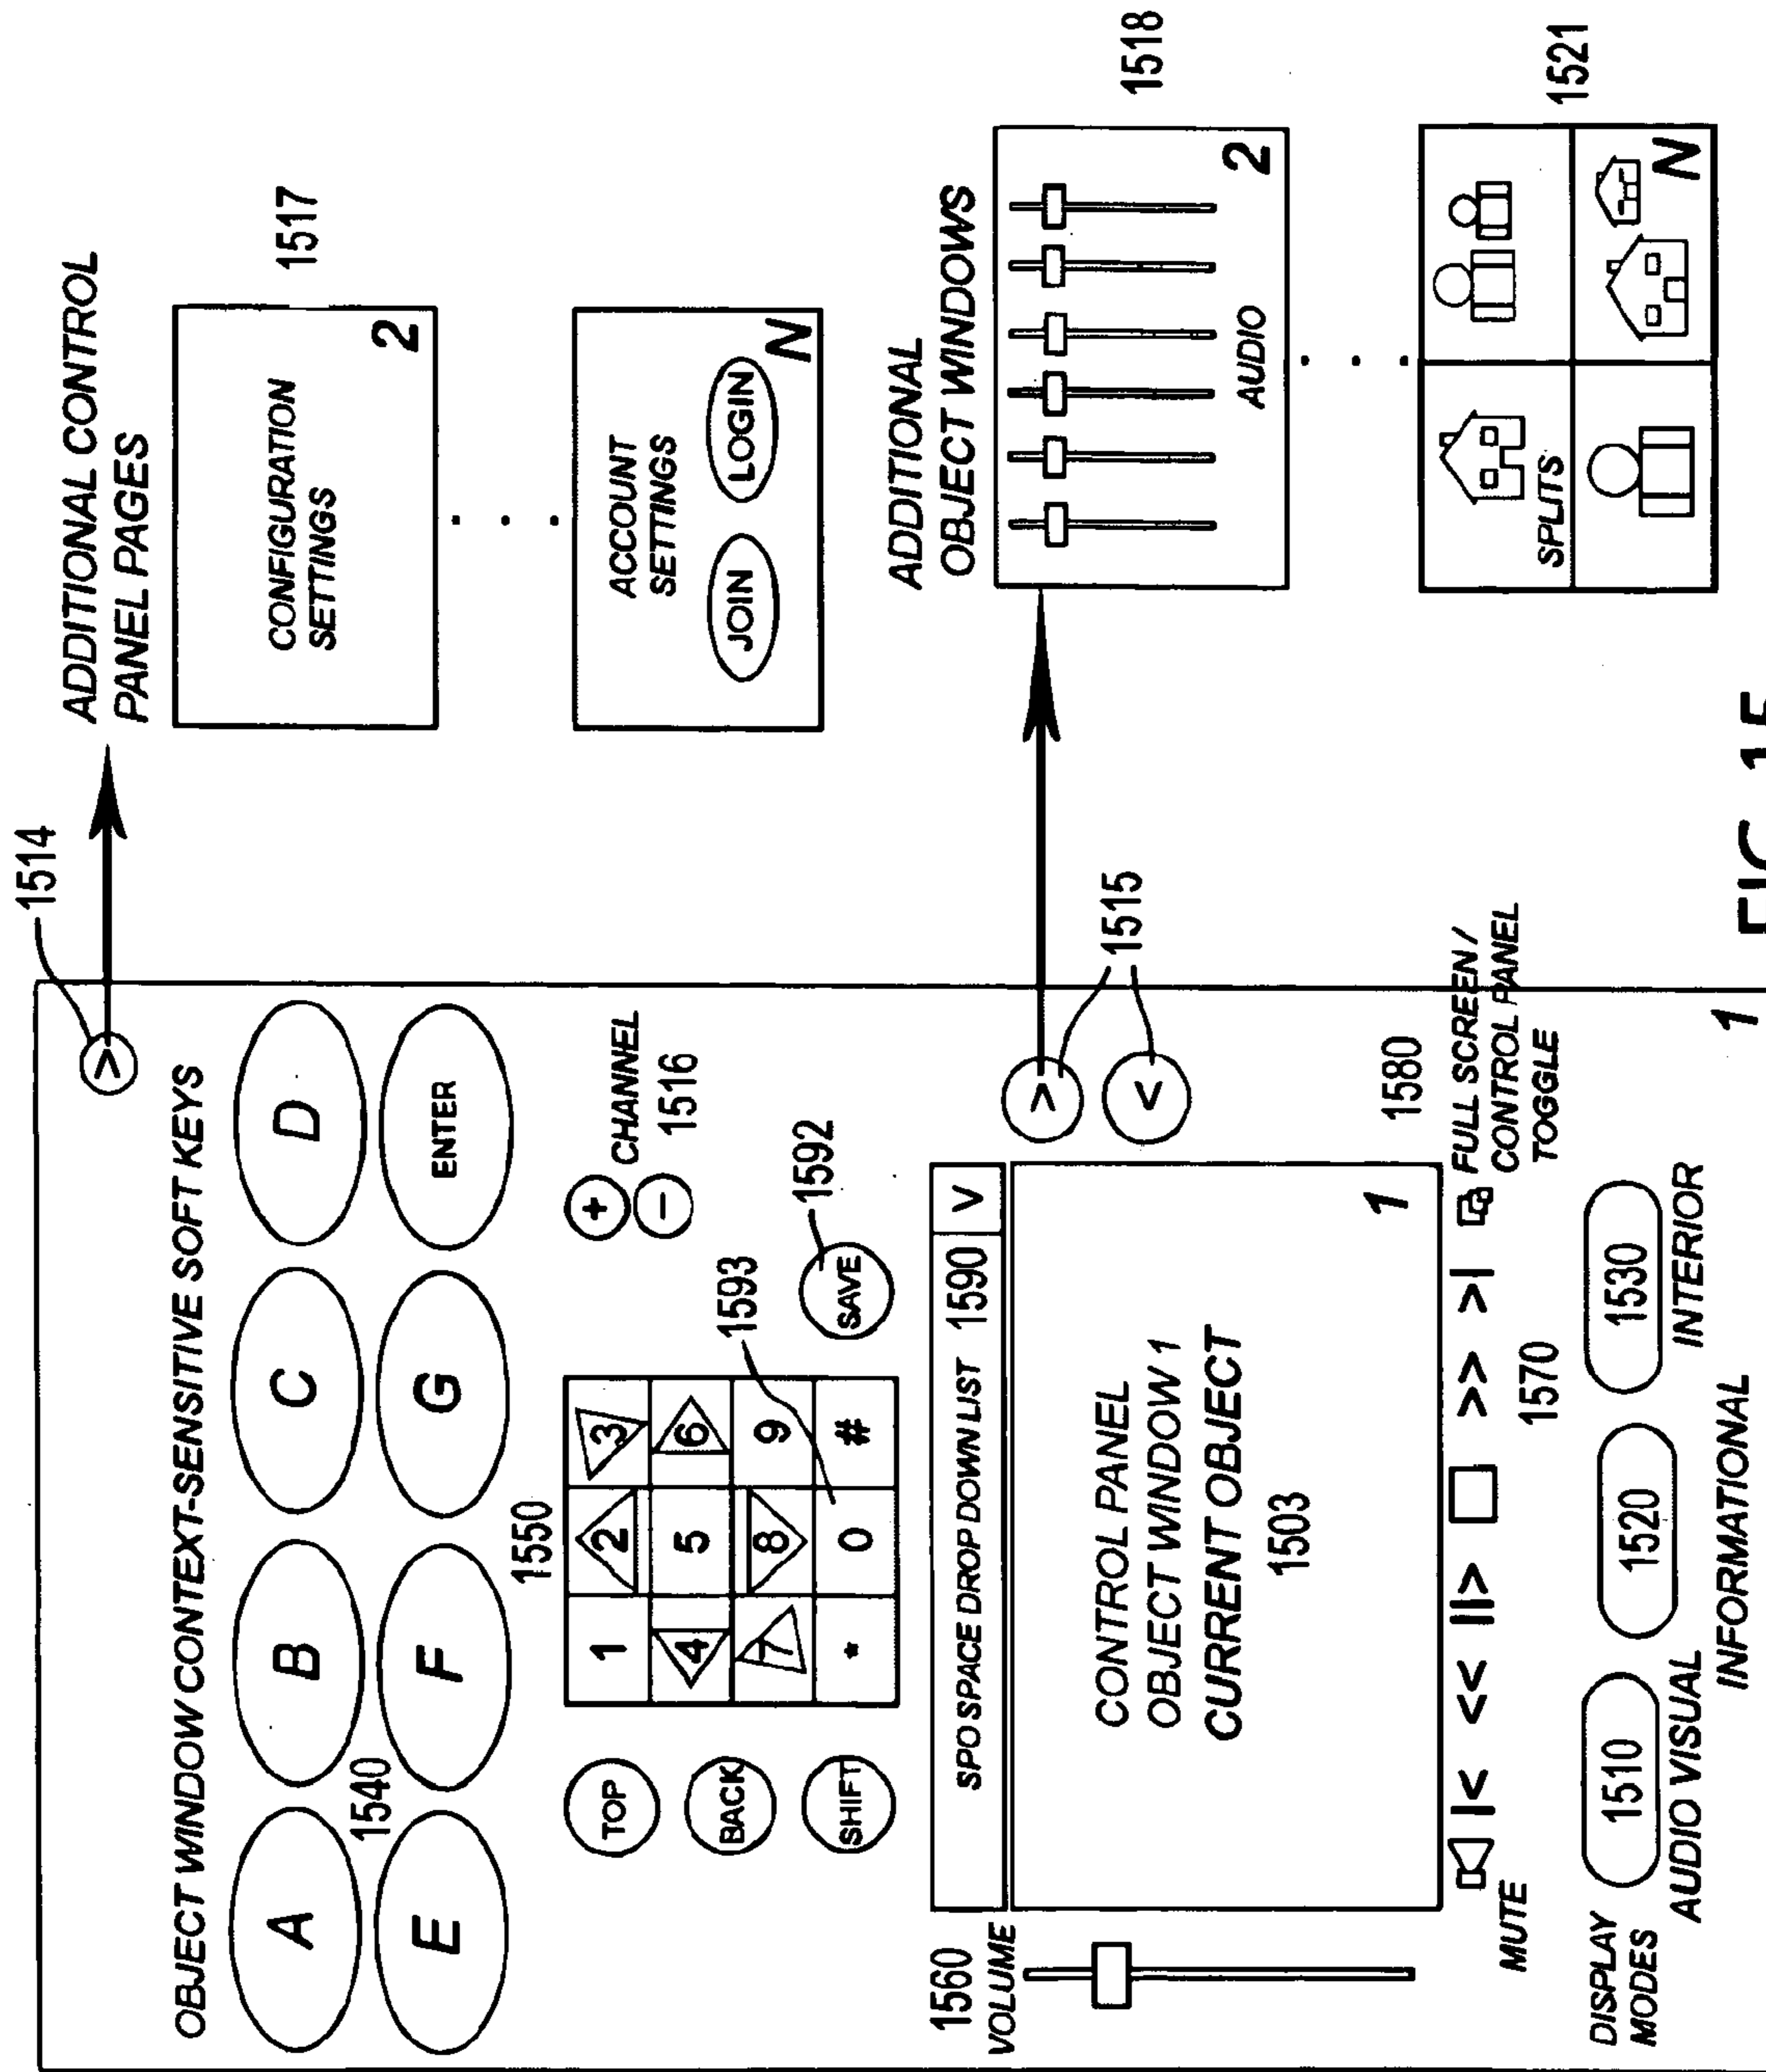 1514
ADDITIONAL CONTROL
PANEL PAGES
>
OBJECT WINDOW CONTEXT-SENSITIVE SOFT KEYS
A
B
C
D
1540
E
F
G
ENTER
CONFIGURATION
SETTINGS
2
1517
ACCOUNT
SETTINGS
JOIN
LOGIN
N
TOP
BACK
SHIFT
1550
1
2
3
4
5
6
7
8
9
*
0
#
1593
+
-
CHANNEL
1516
SAVE
1592
1560
VOLUME
SPO SPACE DROP DOWN LIST 1590 V
CONTROL PANEL
OBJECT WINDOW 1
CURRENT OBJECT
1503
1
>
<
1515
ADDITIONAL
OBJECT WINDOWS
AUDIO
2
1518
SPLITS
N
1521
MUTE
|< << ||> >> >|
1570
1580
FULL SCREEN /
CONTROL PANEL
TOGGLE
DISPLAY
MODES
1510
1520
1530
AUDIO VISUAL
INTERIOR
INFORMATIONAL
1